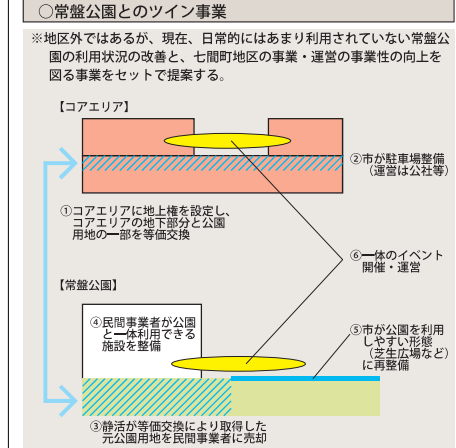 ○常盤公園とのツイン事業
※地区外ではあるが、現在、日常的にはあまり利用されていない常盤公
園の利用状況の改善と、七間町地区の事業・運営の事業性の向上を
図る事業をセットで提案する。
【コアエリア】
②市が駐車場整備
（運営は公社等）
①コアエリアに地上権を設定し、
コアエリアの地下部分と公園
用地の一部を等価交換
⑥一体のイベント
開催・運営
【常盤公園】
④民間事業者が公園
と一体利用できる
施設を整備
⑤市が公園を利用
しやすい形態
（芝生広場など）
に再整備
③静活が等価交換により取得した
元公園用地を民間事業者に売却